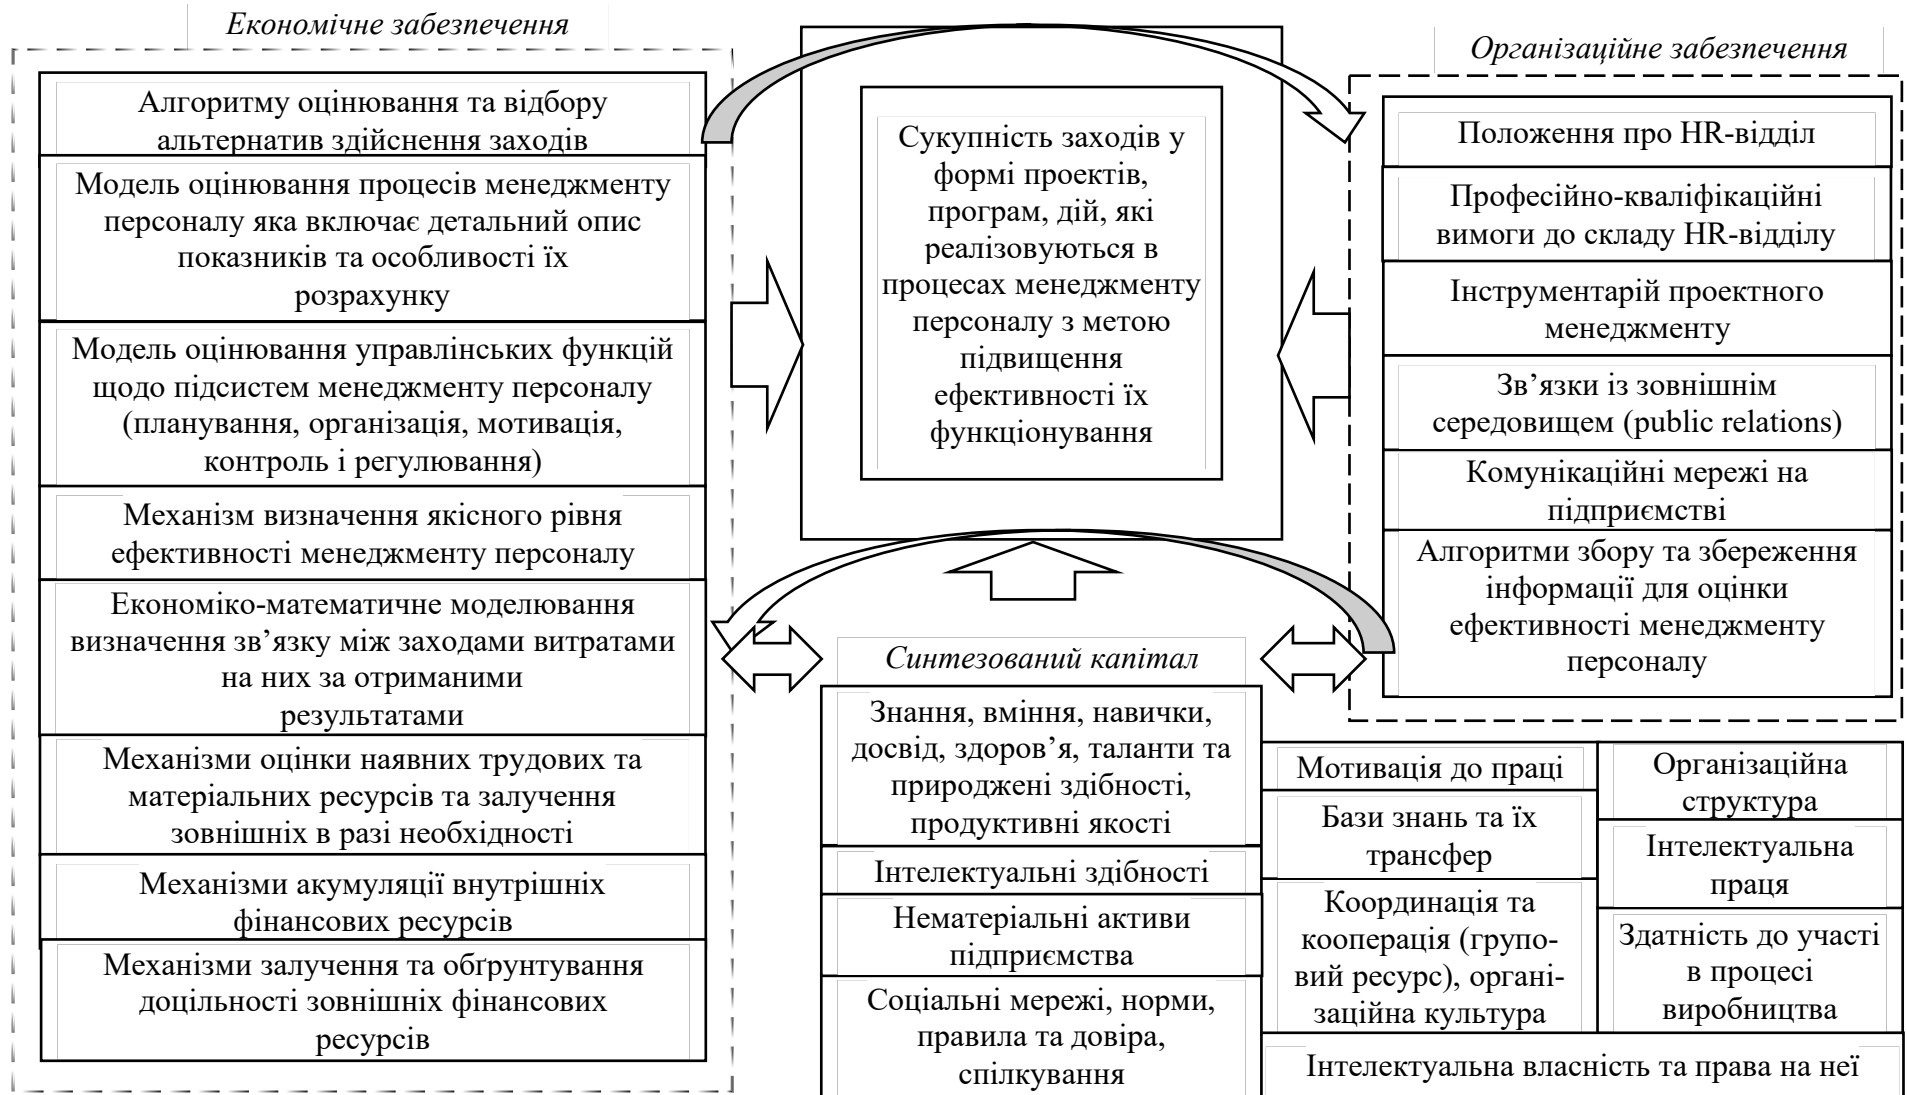 Економічне забезпечення
Алгоритму оцінювання та відбору
альтернатив здійснення заходів
Модель оцінювання процесів менеджменту
персоналу яка включає детальний опис
показників та особливості їх
розрахунку
Модель оцінювання управлінських функцій
щодо підсистем менеджменту персоналу
(планування, організація, мотивація,
контроль і регулювання)
Механізм визначення якісного рівня
ефективності менеджменту персоналу
Економіко-математичне моделювання
визначення зв’язку між заходами витратами
на них за отриманими
результатами
Механізми оцінки наявних трудових та
матеріальних ресурсів та залучення
зовнішніх в разі необхідності
Механізми акумуляції внутрішніх
фінансових ресурсів
Механізми залучення та обґрунтування
доцільності зовнішніх фінансових
ресурсів
Сукупність заходів у
формі проектів,
програм, дій, які
реалізовуються в
процесах менеджменту
персоналу з метою
підвищення
ефективності їх
функціонування
Організаційне забезпечення
Положення про HR-відділ
Професійно-кваліфікаційні
вимоги до складу HR-відділу
Інструментарій проектного
менеджменту
Зв’язки із зовнішнім
середовищем (public relations)
Комунікаційні мережі на
підприємстві
Алгоритми збору та збереження
інформації для оцінки
ефективності менеджменту
персоналу
Синтезований капітал
Знання, вміння, навички,
досвід, здоров’я, таланти та
природжені здібності,
продуктивні якості
Інтелектуальні здібності
Нематеріальні активи
підприємства
Соціальні мережі, норми,
правила та довіра,
спілкування
Мотивація до праці
Бази знань та їх
трансфер
Координація та
кооперація (групо-
вий ресурс), органі-
заційна культура
Організаційна
структура
Інтелектуальна
праця
Здатність до участі
в процесі
виробництва
Інтелектуальна власність та права на неї